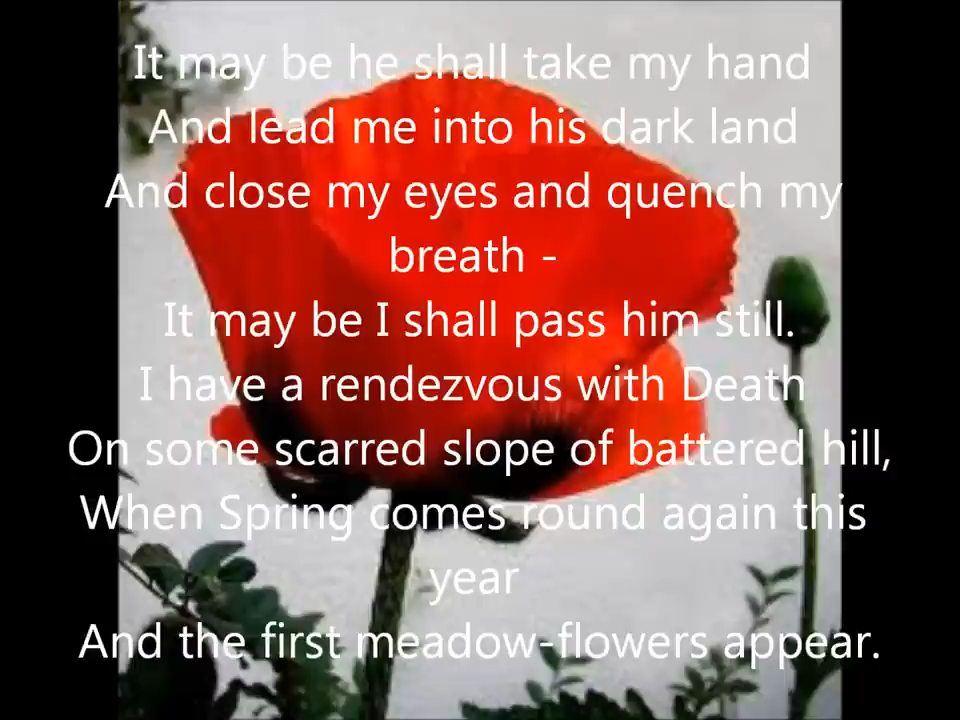 It may be he shall take my hand
And lead me into his dark land
And close my eyes and quench my
breath -
It may be I shall pass him still.
I have a rendezvous with Death
On some scarred slope of battered hill,
When Spring comes round again this
year
And the first meadow-flowers appear.